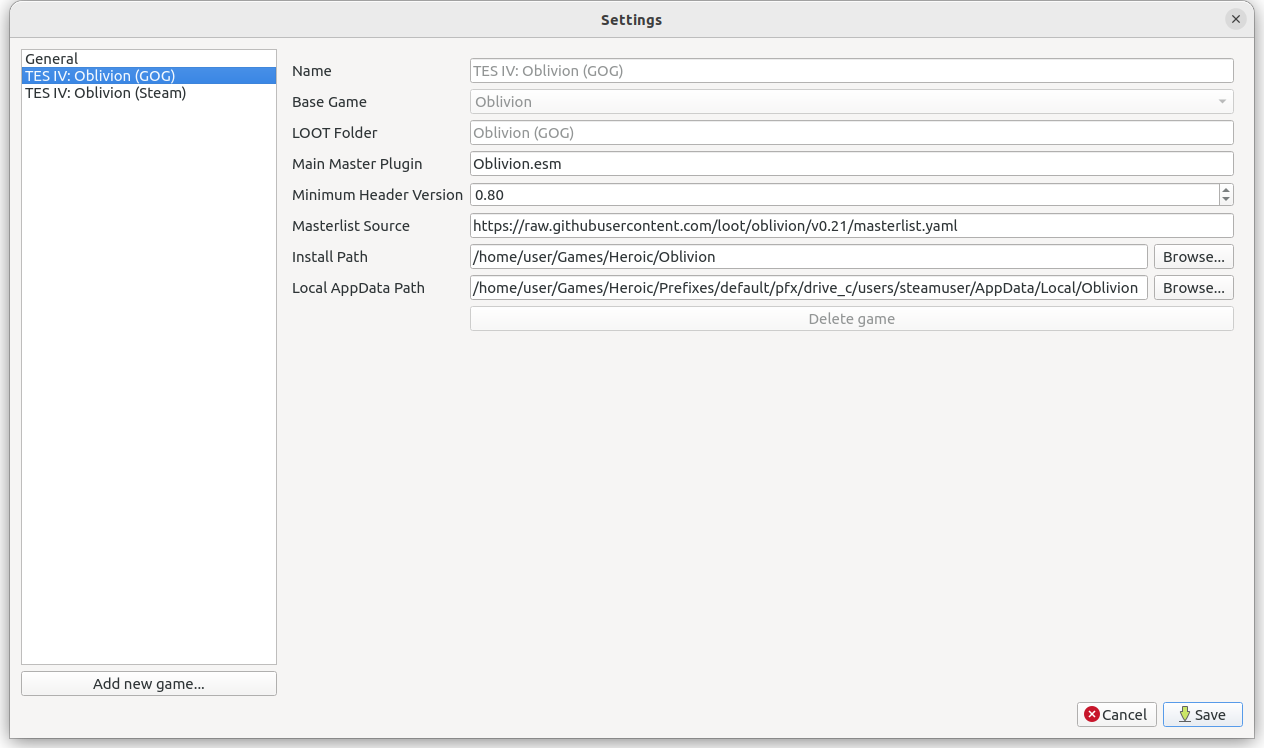 Settings
General
TES IV: Oblivion (GOG)
TES IV: Oblivion (Steam)
Name
TES IV: Oblivion (GOG)
Base Game
Oblivion
LOOT Folder
Oblivion (GOG)
Main Master Plugin
Oblivion.esm
Minimum Header Version
0.80
Masterlist Source
https://raw.githubusercontent.com/loot/oblivion/v0.21/masterlist.yaml
Install Path
/home/user/Games/Heroic/Oblivion
Browse...
Local AppData Path
/home/user/Games/Heroic/Prefixes/default/pfx/drive_c/users/steamuser/AppData/Local/Oblivion
Browse...
Delete game
Add new game...
Cancel
Save